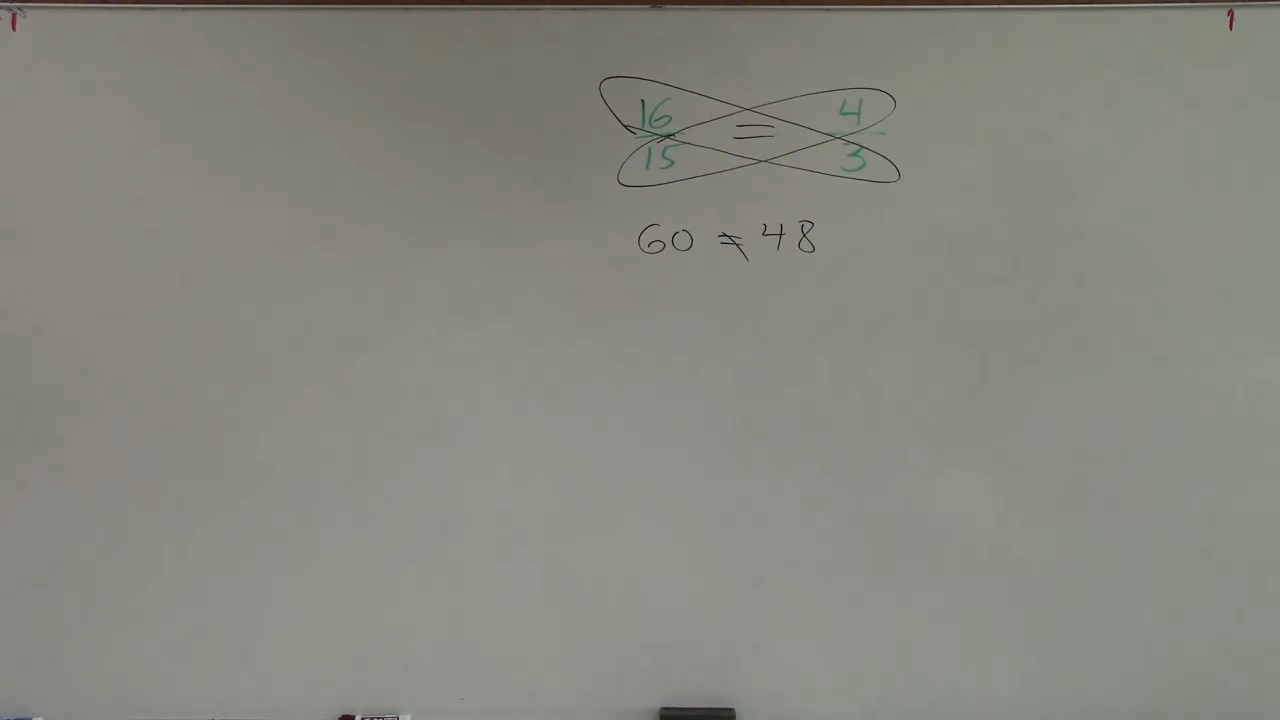 16/15 = 4/3
60 ≠ 48